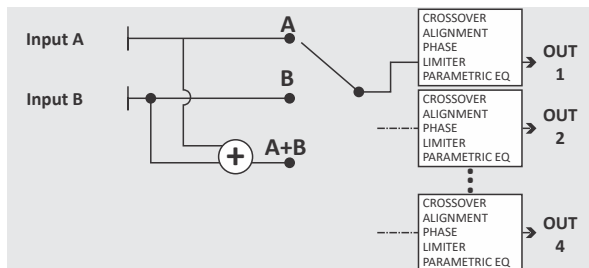 Input A
Input B
A
B
A+B
+
CROSSOVER
ALIGNMENT
PHASE
LIMITER
PARAMETRIC EQ
OUT
1
CROSSOVER
ALIGNMENT
PHASE
LIMITER
PARAMETRIC EQ
OUT
2
CROSSOVER
ALIGNMENT
PHASE
LIMITER
PARAMETRIC EQ
OUT
4